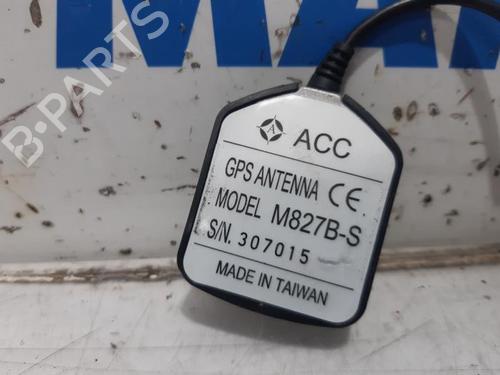 ACC
GPS ANTENNA CE
MODEL M827B-S
S/N. 307015
MADE IN TAIWAN
B-PARTS